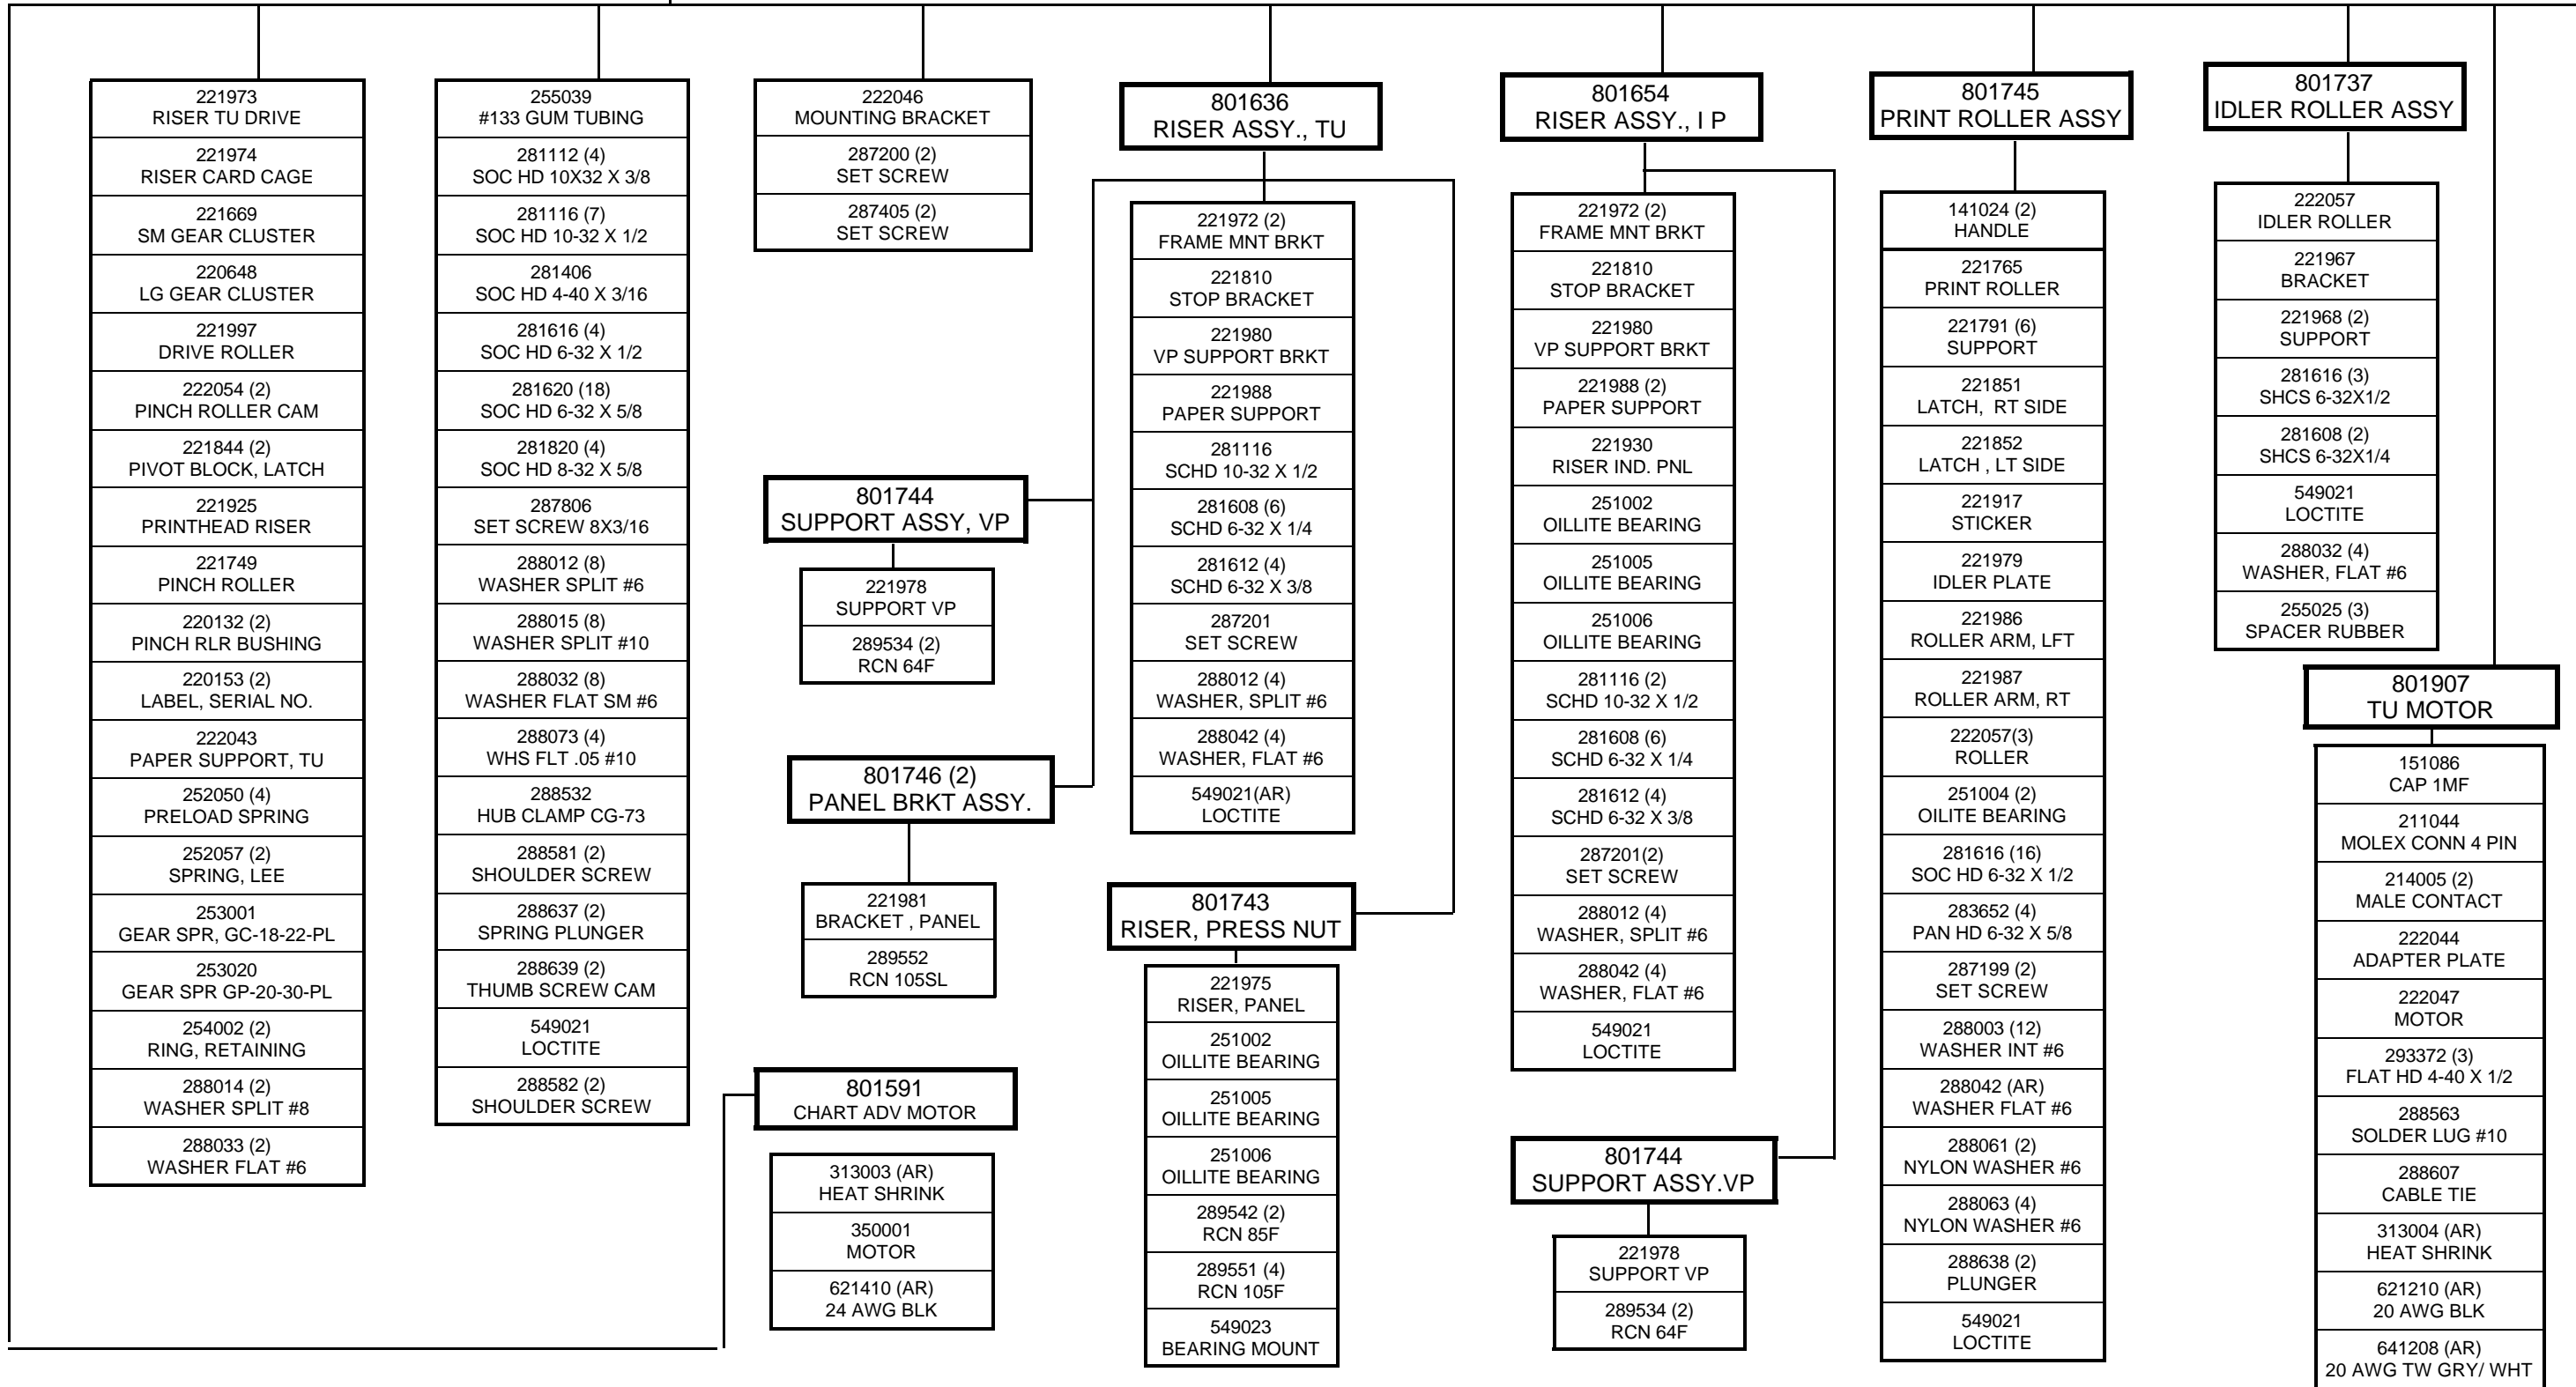 221973
RISER TU DRIVE
221974
RISER CARD CAGE
221669
SM GEAR CLUSTER
220648
LG GEAR CLUSTER
221997
DRIVE ROLLER
222054 (2)
PINCH ROLLER CAM
221844 (2)
PIVOT BLOCK, LATCH
221925
PRINTHEAD RISER
221749
PINCH ROLLER
220132 (2)
PINCH RLR BUSHING
220153 (2)
LABEL, SERIAL NO.
222043
PAPER SUPPORT, TU
252050 (4)
PRELOAD SPRING
252057 (2)
SPRING, LEE
253001
GEAR SPR, GC-18-22-PL
253020
GEAR SPR GP-20-30-PL
254002 (2)
RING, RETAINING
288014 (2)
WASHER SPLIT #8
288033 (2)
WASHER FLAT #6
255039
#133 GUM TUBING
281112 (4)
SOC HD 10X32 X 3/8
281116 (7)
SOC HD 10-32 X 1/2
281406
SOC HD 4-40 X 3/16
281616 (4)
SOC HD 6-32 X 1/2
281620 (18)
SOC HD 6-32 X 5/8
281820 (4)
SOC HD 8-32 X 5/8
287806
SET SCREW 8X3/16
288012 (8)
WASHER SPLIT #6
288015 (8)
WASHER SPLIT #10
288032 (8)
WASHER FLAT SM #6
288073 (4)
WHS FLT .05 #10
288532
HUB CLAMP CG-73
288581 (2)
SHOULDER SCREW
288637 (2)
SPRING PLUNGER
288639 (2)
THUMB SCREW CAM
549021
LOCTITE
288582 (2)
SHOULDER SCREW
222046
MOUNTING BRACKET
287200 (2)
SET SCREW
287405 (2)
SET SCREW
801744
SUPPORT ASSY, VP
221978
SUPPORT VP
289534 (2)
RCN 64F
801746 (2)
PANEL BRKT ASSY.
221981
BRACKET , PANEL
289552
RCN 105SL
801591
CHART ADV MOTOR
313003 (AR)
HEAT SHRINK
350001
MOTOR
621410 (AR)
24 AWG BLK
801636
RISER ASSY., TU
221972 (2)
FRAME MNT BRKT
221810
STOP BRACKET
221980
VP SUPPORT BRKT
221988
PAPER SUPPORT
281116
SCHD 10-32 X 1/2
281608 (6)
SCHD 6-32 X 1/4
281612 (4)
SCHD 6-32 X 3/8
287201
SET SCREW
288012 (4)
WASHER, SPLIT #6
288042 (4)
WASHER, FLAT #6
549021(AR)
LOCTITE
801743
RISER, PRESS NUT
221975
RISER, PANEL
251002
OILLITE BEARING
251005
OILLITE BEARING
251006
OILLITE BEARING
289542 (2)
RCN 85F
289551 (4)
RCN 105F
549023
BEARING MOUNT
801654
RISER ASSY., I P
221972 (2)
FRAME MNT BRKT
221810
STOP BRACKET
221980
VP SUPPORT BRKT
221988 (2)
PAPER SUPPORT
221930
RISER IND. PNL
251002
OILLITE BEARING
251005
OILLITE BEARING
251006
OILLITE BEARING
281116 (2)
SCHD 10-32 X 1/2
281608 (6)
SCHD 6-32 X 1/4
281612 (4)
SCHD 6-32 X 3/8
287201(2)
SET SCREW
288012 (4)
WASHER, SPLIT #6
288042 (4)
WASHER, FLAT #6
549021
LOCTITE
801744
SUPPORT ASSY.VP
221978
SUPPORT VP
289534 (2)
RCN 64F
801745
PRINT ROLLER ASSY
141024 (2)
HANDLE
221765
PRINT ROLLER
221791 (6)
SUPPORT
221851
LATCH, RT SIDE
221852
LATCH , LT SIDE
221917
STICKER
221979
IDLER PLATE
221986
ROLLER ARM, LFT
221987
ROLLER ARM, RT
222057(3)
ROLLER
251004 (2)
OILITE BEARING
281616 (16)
SOC HD 6-32 X 1/2
283652 (4)
PAN HD 6-32 X 5/8
287199 (2)
SET SCREW
288003 (12)
WASHER INT #6
288042 (AR)
WASHER FLAT #6
288061 (2)
NYLON WASHER #6
288063 (4)
NYLON WASHER #6
288638 (2)
PLUNGER
549021
LOCTITE
801737
IDLER ROLLER ASSY
222057
IDLER ROLLER
221967
BRACKET
221968 (2)
SUPPORT
281616 (3)
SHCS 6-32X1/2
281608 (2)
SHCS 6-32X1/4
549021
LOCTITE
288032 (4)
WASHER, FLAT #6
255025 (3)
SPACER RUBBER
801907
TU MOTOR
151086
CAP 1MF
211044
MOLEX CONN 4 PIN
214005 (2)
MALE CONTACT
222044
ADAPTER PLATE
222047
MOTOR
293372 (3)
FLAT HD 4-40 X 1/2
288563
SOLDER LUG #10
288607
CABLE TIE
313004 (AR)
HEAT SHRINK
621210 (AR)
20 AWG BLK
641208 (AR)
20 AWG TW GRY/ WHT